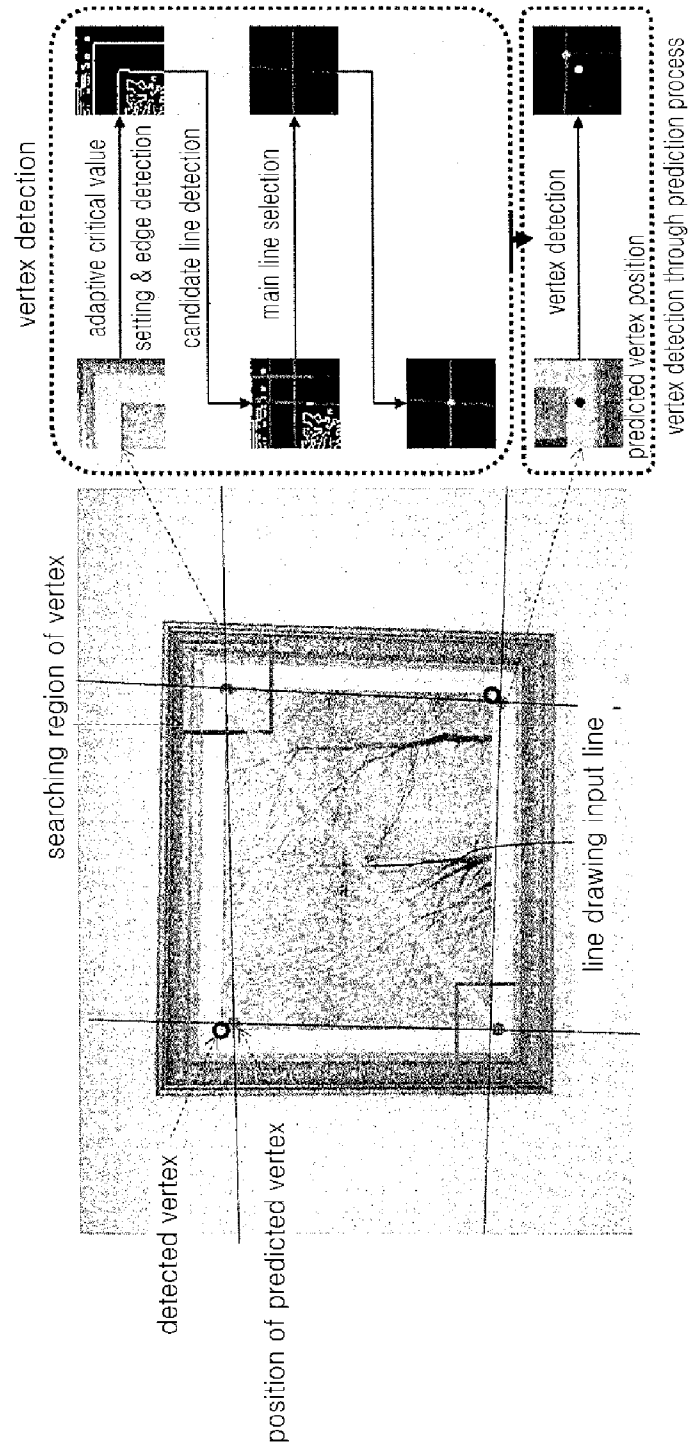 vertex detection
adaptive critical value
setting & edge detection
candidate line detection
main line selection
vertex detection
predicted vertex position
vertex detection through prediction process
searching region of vertex
line drawing input line
detected vertex
position of predicted vertex